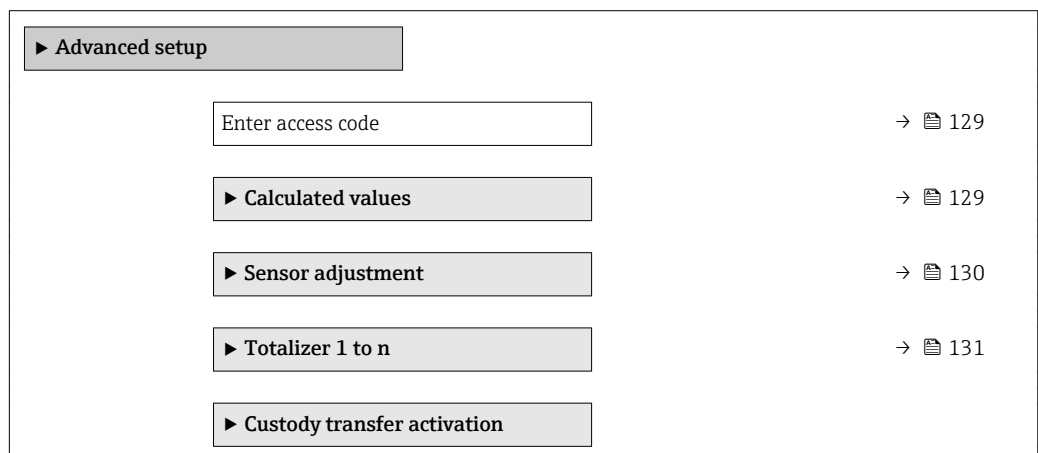 ▶ Advanced setup
Enter access code → 129
▶ Calculated values → 129
▶ Sensor adjustment → 130
▶ Totalizer 1 to n → 131
▶ Custody transfer activation